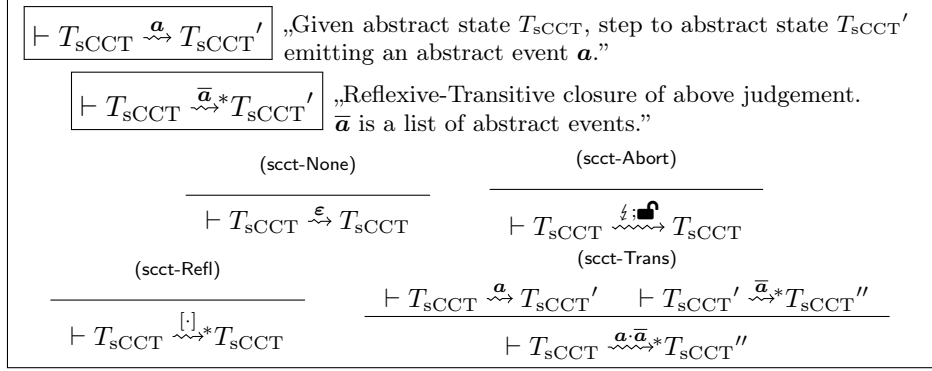 ⊢ T_sCCT ⇝^a T_sCCT′ „Given abstract state T_sCCT, step to abstract state T_sCCT′
emitting an abstract event a.”
⊢ T_sCCT ⇝^a̅ * T_sCCT′ „Reflexive-Transitive closure of above judgement.
a̅ is a list of abstract events.”
(scct-None) (scct-Abort)
⊢ T_sCCT ⇝^ε T_sCCT ⊢ T_sCCT ⇝^↯;🔓 T_sCCT
(scct-Refl) (scct-Trans)
⊢ T_sCCT ⇝^a T_sCCT′ ⊢ T_sCCT′ ⇝^a̅ * T_sCCT″
⊢ T_sCCT ⇝^[·] * T_sCCT ⊢ T_sCCT ⇝^a·a̅ * T_sCCT″